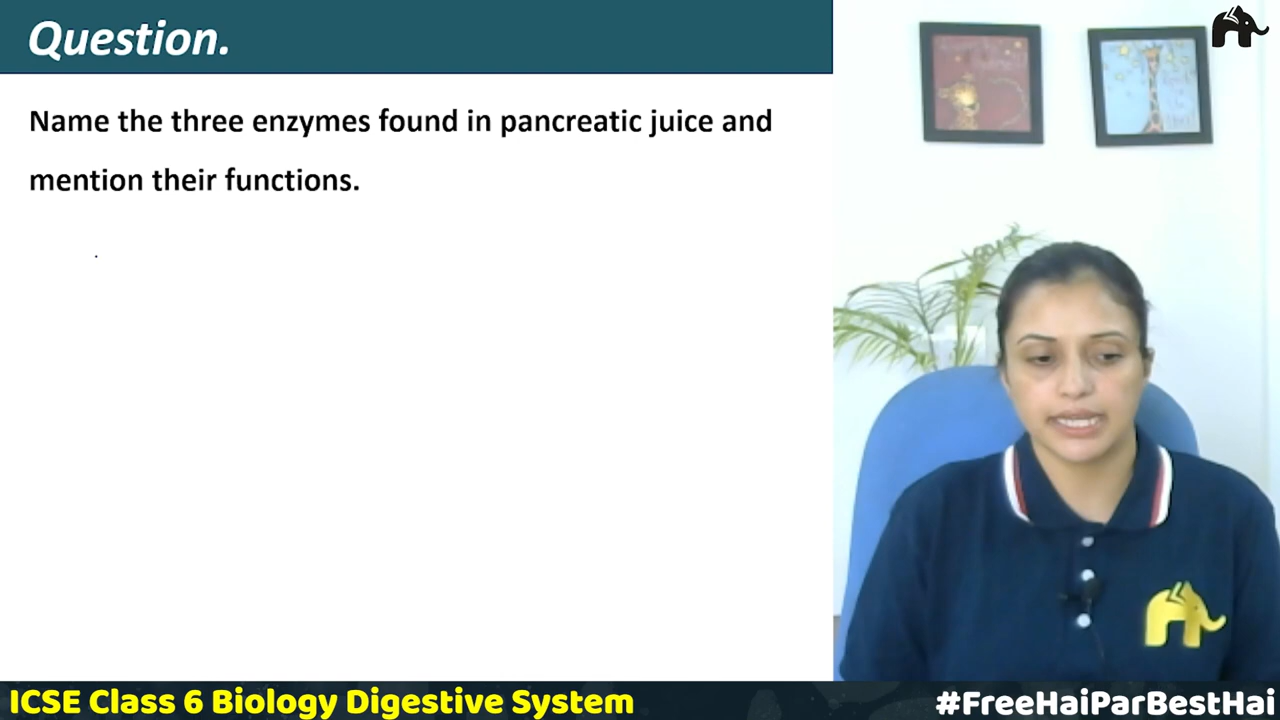 Question.
Name the three enzymes found in pancreatic juice and
mention their functions.
ICSE Class 6 Biology Digestive System
#FreeHaiParBestHai